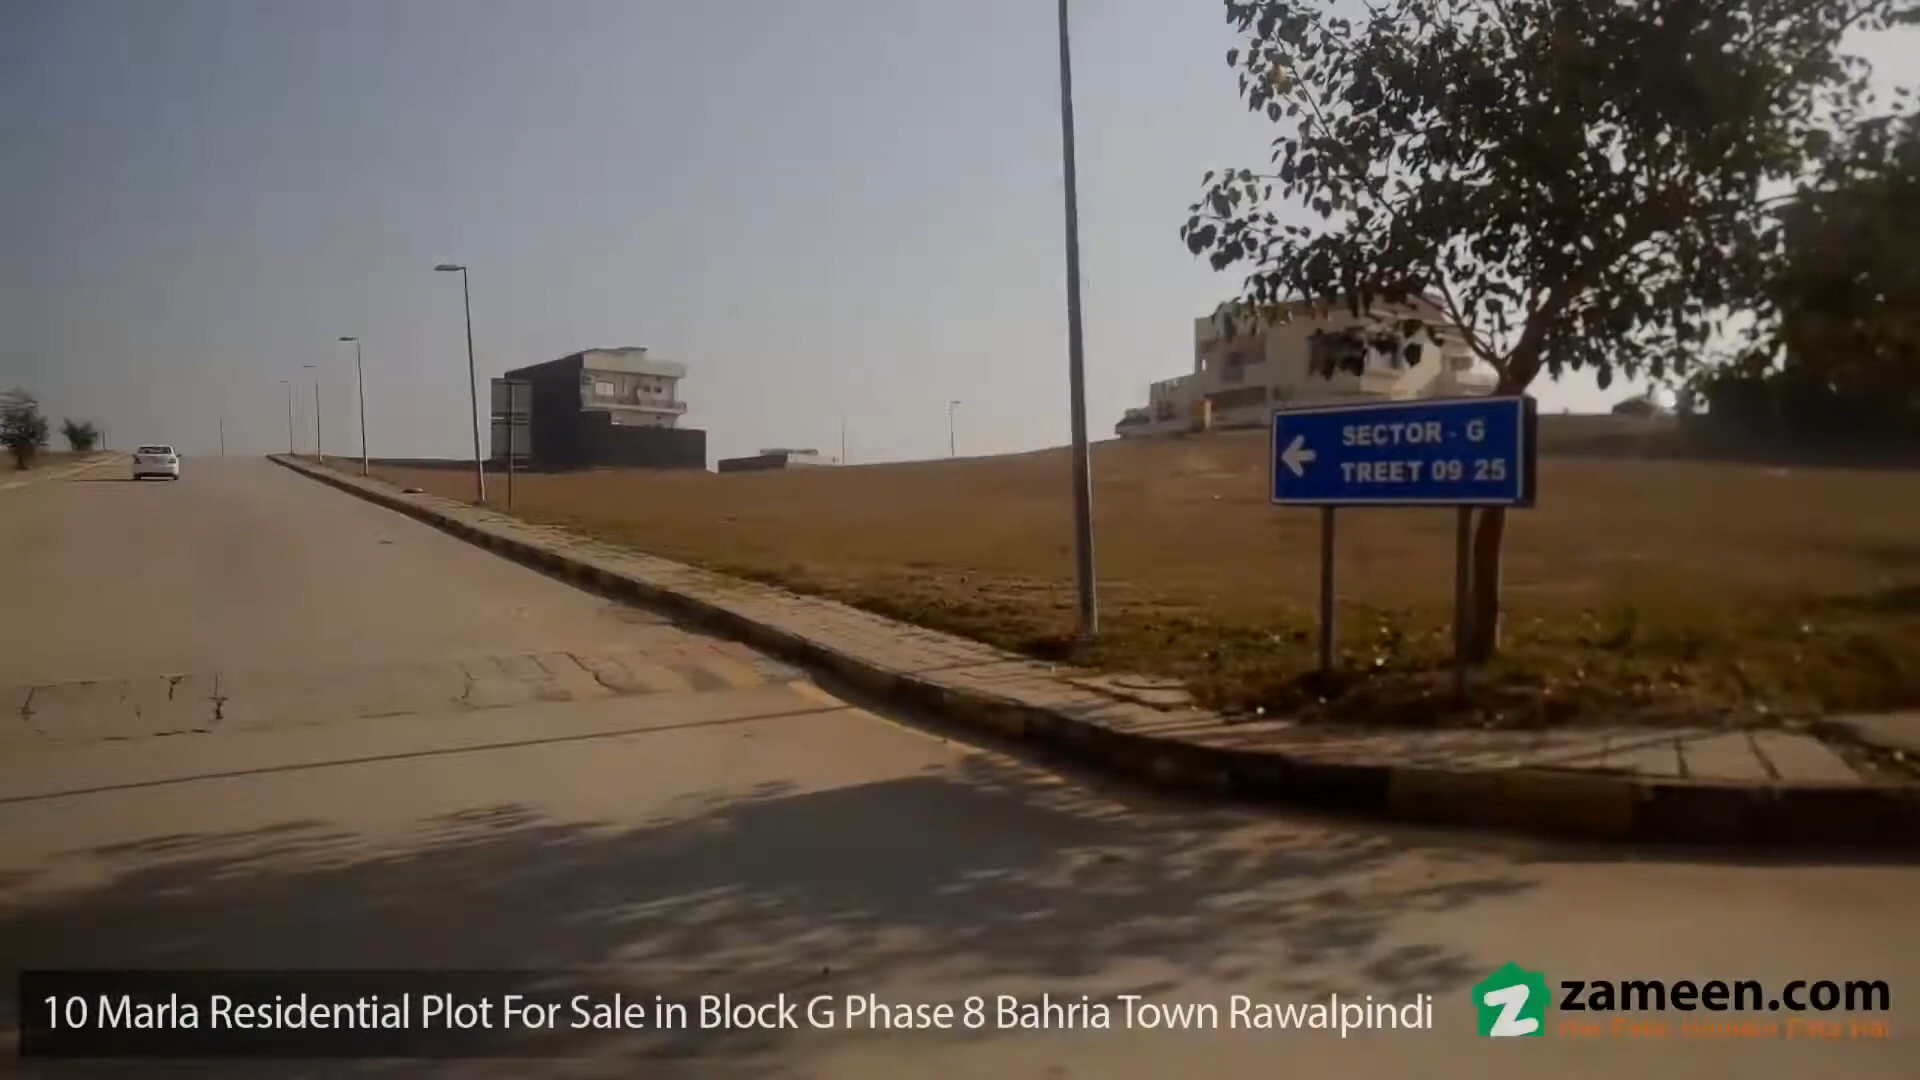 SECTOR - G
TREET 09 25
10 Marla Residential Plot For Sale in Block G Phase 8 Bahria Town Rawalpindi
zameen.com